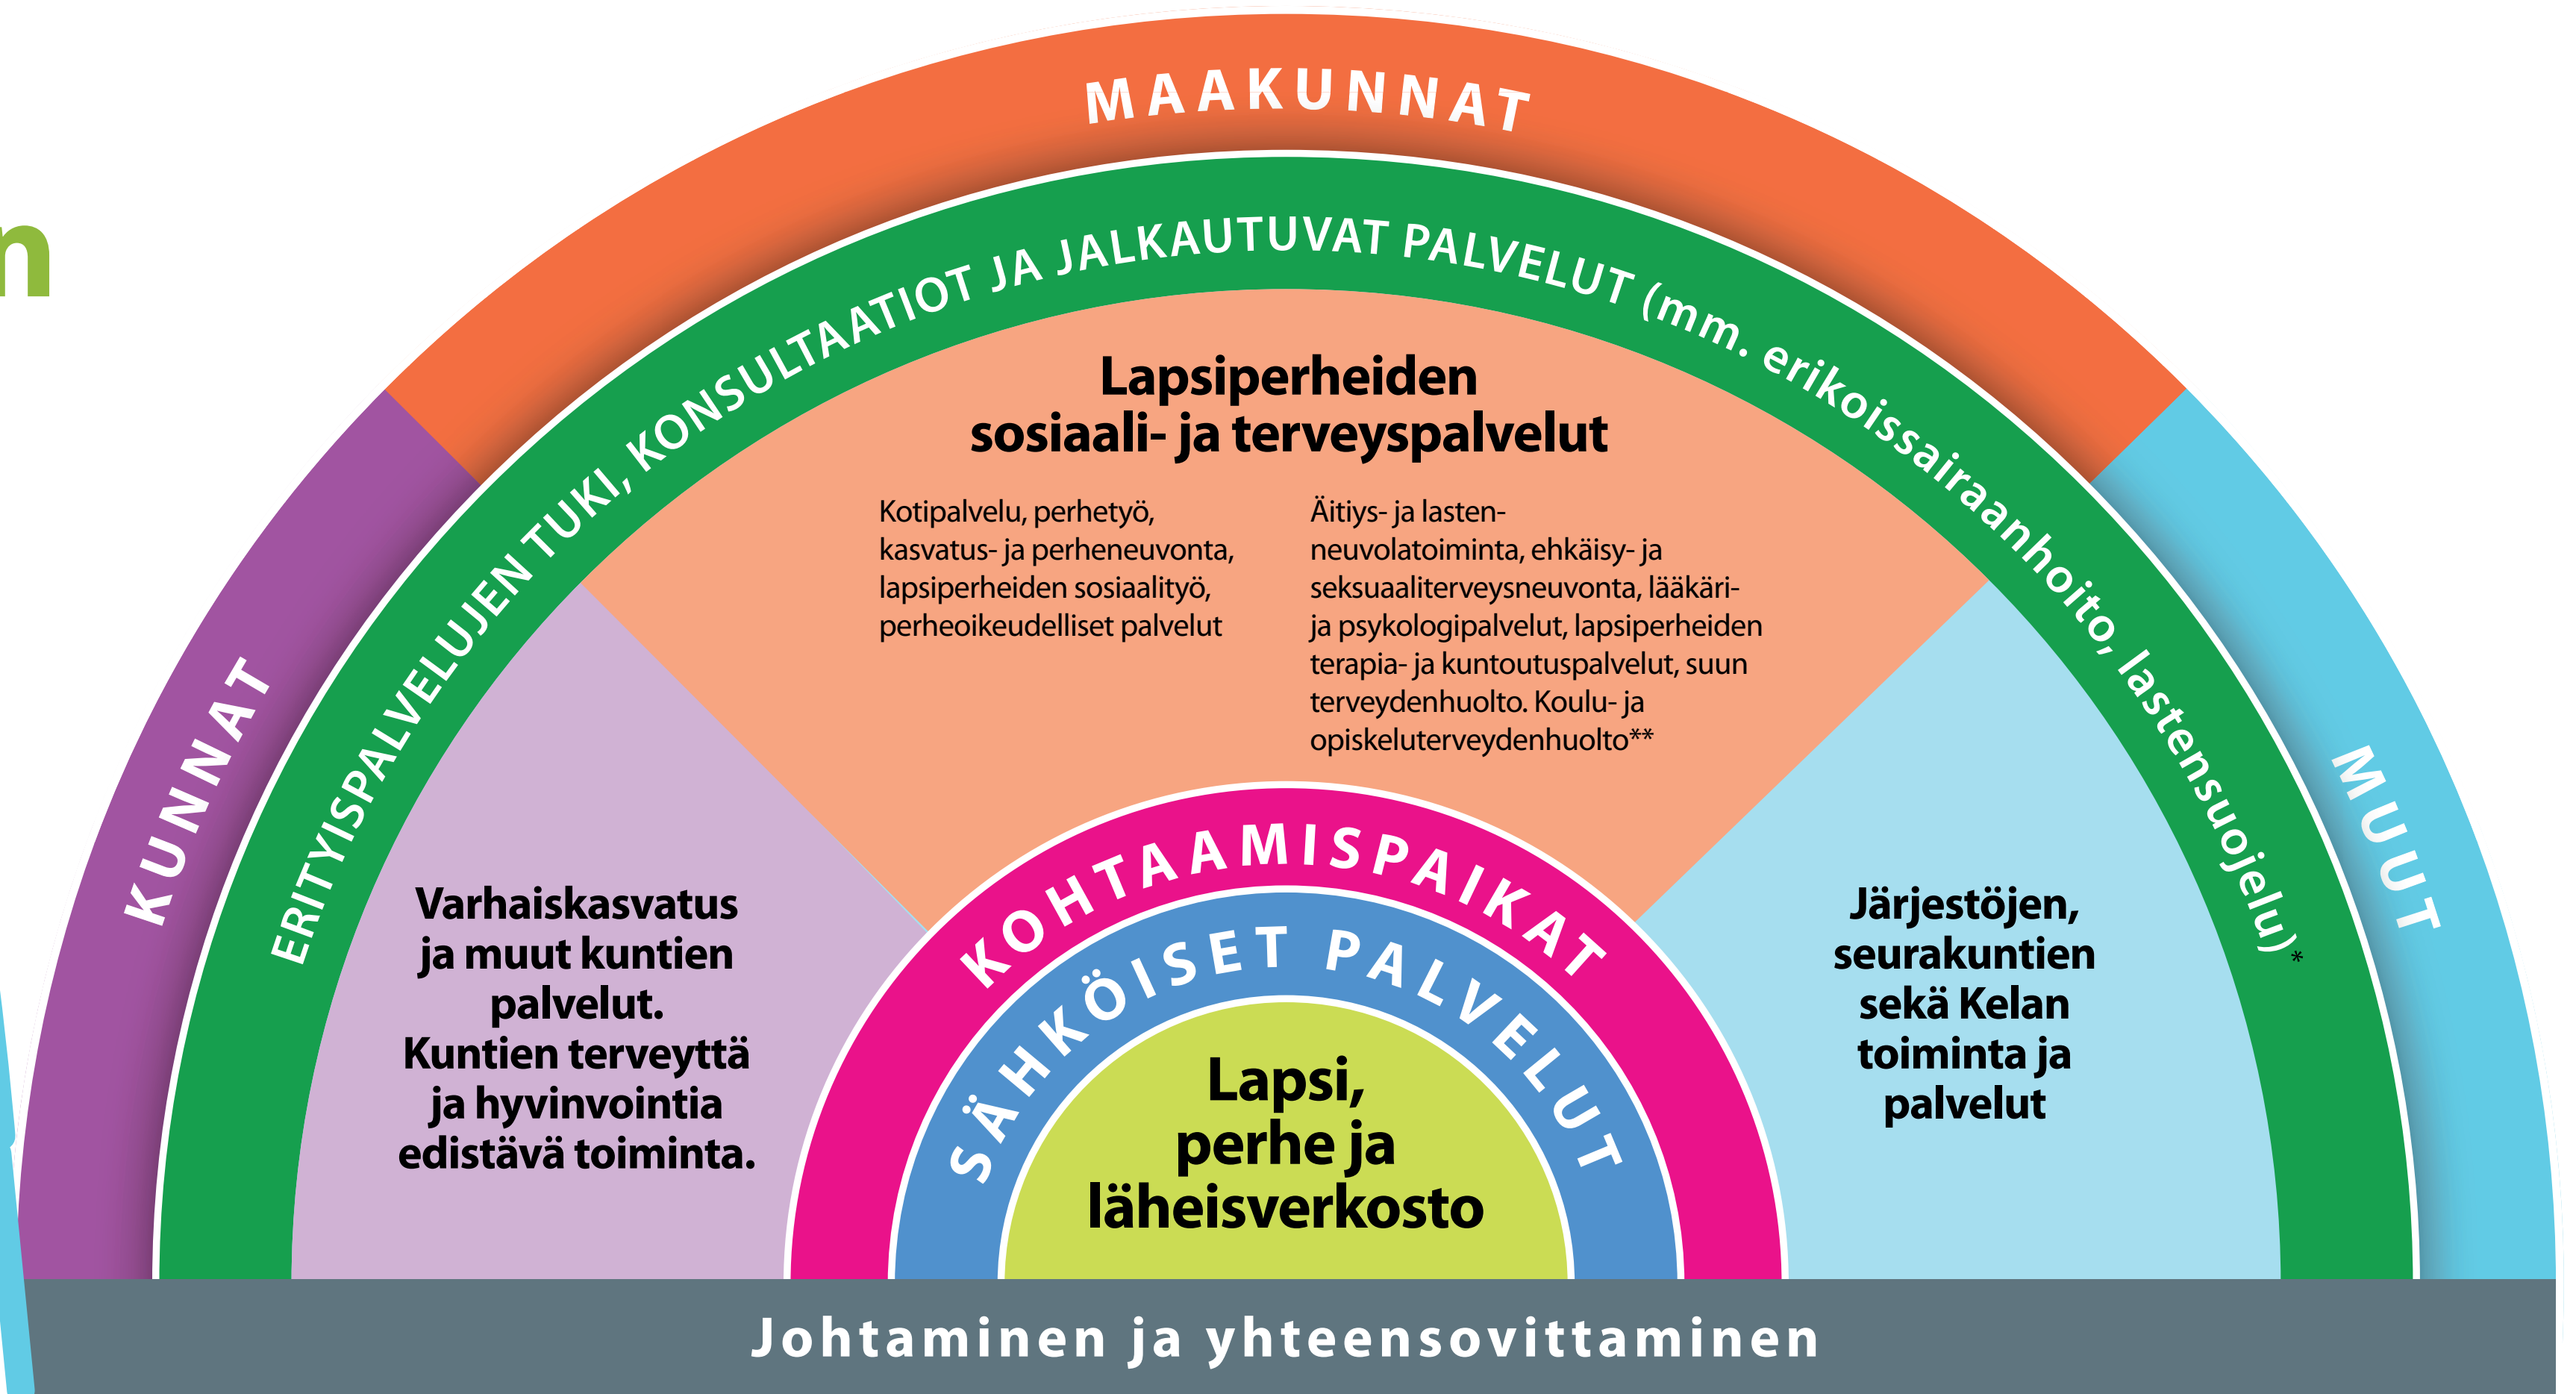 n
MAAKUNNAT
KUNNAT
MUUT
ERITYISPALVELUJEN TUKI, KONSULTAATIOT JA JALKAUTUVAT PALVELUT (mm. erikoissairaanhoito, lastensuojelu)*
Lapsiperheiden
sosiaali- ja terveyspalvelut
Kotipalvelu, perhetyö,
kasvatus- ja perheneuvonta,
lapsiperheiden sosiaalityö,
perheoikeudelliset palvelut
Äitiys- ja lasten-
neuvolatoiminta, ehkäisy- ja
seksuaaliterveysneuvonta, lääkäri-
ja psykologipalvelut, lapsiperheiden
terapia- ja kuntoutuspalvelut, suun
terveydenhuolto. Koulu- ja
opiskeluterveydenhuolto**
Varhaiskasvatus
ja muut kuntien
palvelut.
Kuntien terveyttä
ja hyvinvointia
edistävä toiminta.
Järjestöjen,
seurakuntien
sekä Kelan
toiminta ja
palvelut
KOHTAAMISPAIKAT
SÄHKÖISET PALVELUT
Lapsi,
perhe ja
läheisverkosto
Johtaminen ja yhteensovittaminen